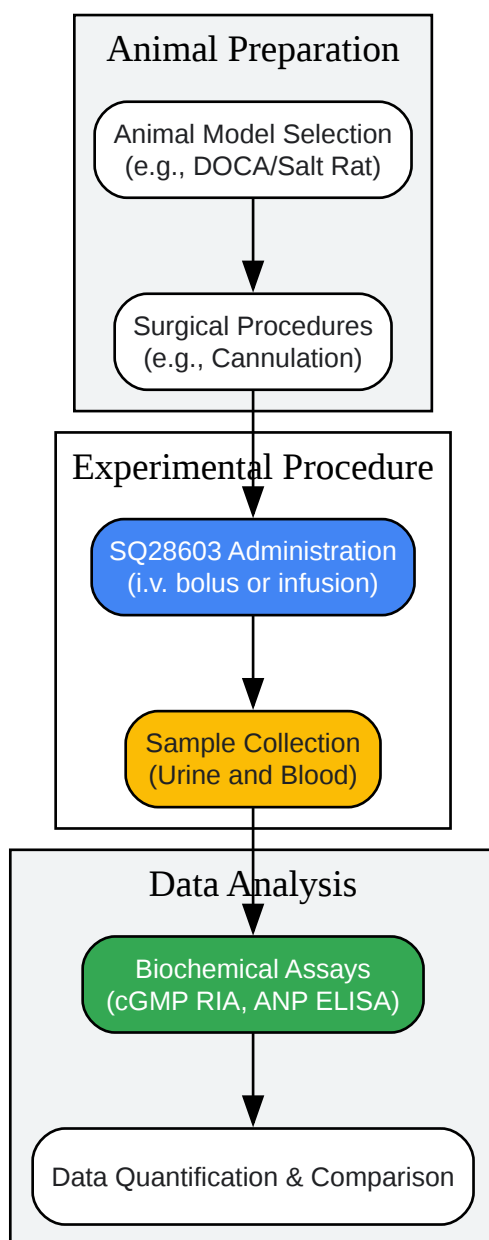 Animal Preparation
Animal Model Selection
(e.g., DOCA/Salt Rat)
Surgical Procedures
(e.g., Cannulation)
Experimental Procedure
SQ28603 Administration
(i.v. bolus or infusion)
Sample Collection
(Urine and Blood)
Data Analysis
Biochemical Assays
(cGMP RIA, ANP ELISA)
Data Quantification & Comparison